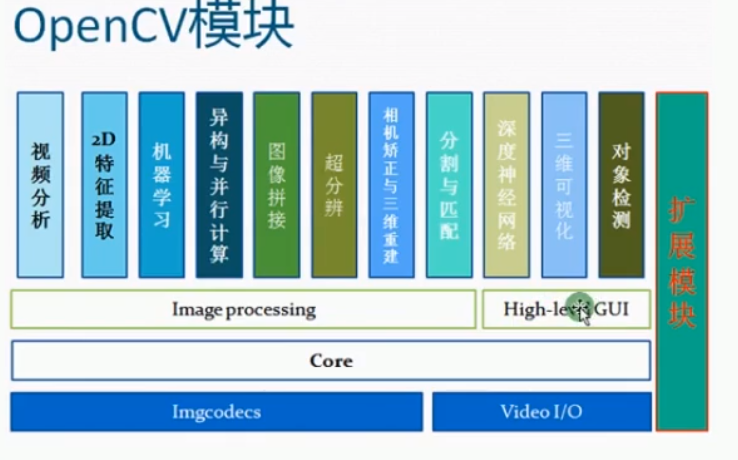 OpenCV模块
视频分析
2D特征提取
机器学习
异构与并行计算
图像拼接
超分辨
相机矫正与三维重建
分割与匹配
深度神经网络
三维可视化
对象检测
扩展模块
Image processing
High-level GUI
Core
Imgcodecs
Video I/O